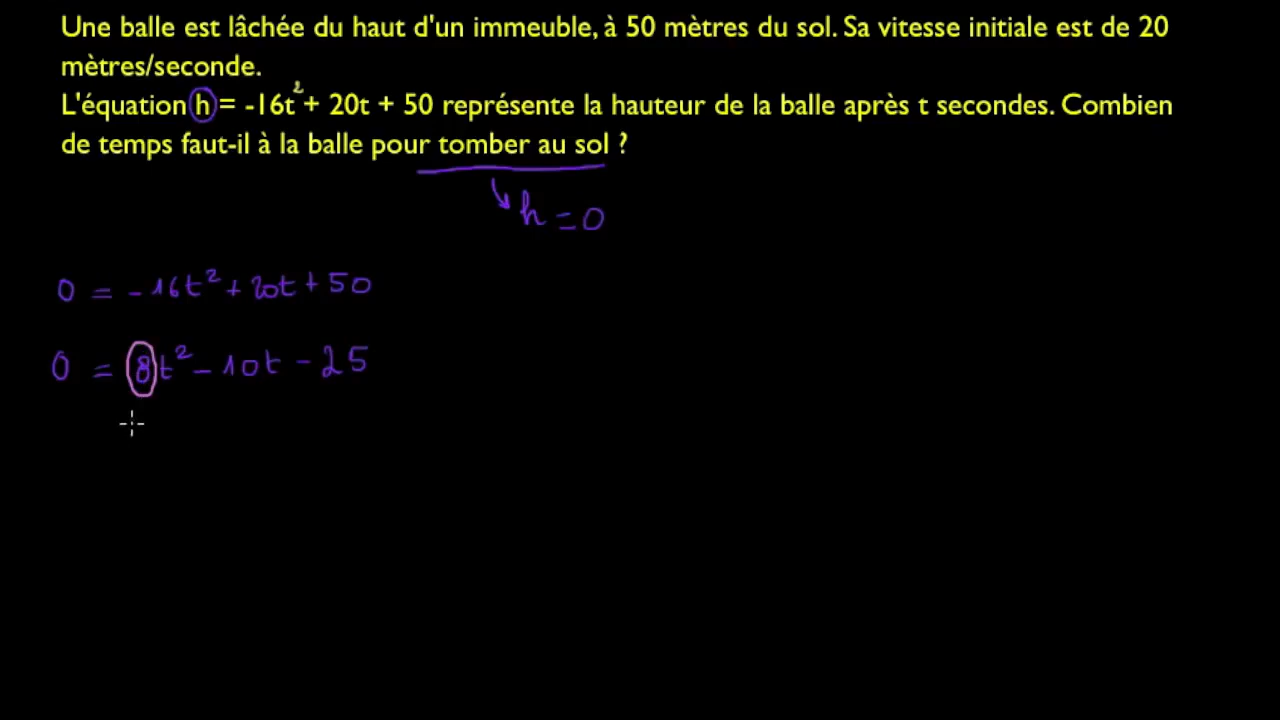 Une balle est lâchée du haut d'un immeuble, à 50 mètres du sol. Sa vitesse initiale est de 20
mètres/seconde.
L'équation h = -16t² + 20t + 50 représente la hauteur de la balle après t secondes. Combien
de temps faut-il à la balle pour tomber au sol ?
h = 0
0 = -16t² + 20t + 50
0 = 8t² - 10t - 25